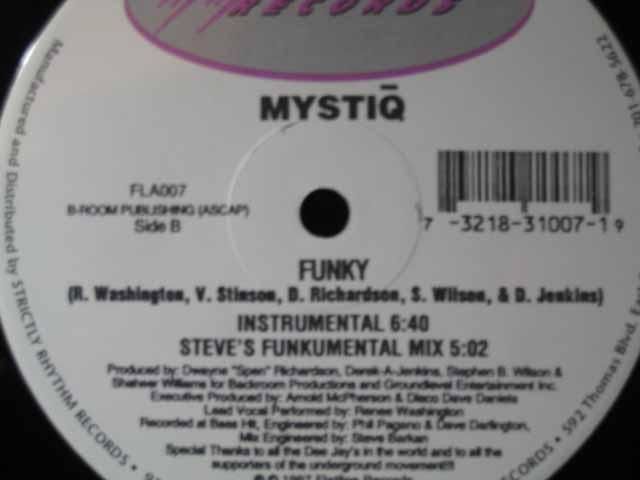 RECORDS
MYSTIQ̄
FLA007
B-ROOM PUBLISHING (ASCAP)
Side B
7 -3218-31007-1 9
FUNKY
(R. Washington, V. Stinson, D. Richardson, S. Wilson, & D. Jenkins)
INSTRUMENTAL 6:40
STEVE'S FUNKUMENTAL MIX 5:02
Produced by: Dwayne "Spen" Richardson, Derek-A-Jenkins, Stephen B. Wilson &
Shaheer Williams for Backroom Productions and Groundlevel Entertainment Inc.
Executive Produced by: Arnold McPherson & Disco Dave Daniels
Lead Vocal Performed by: Renee Washington
Recorded at Bass Hit, Engineered by: Phil Pagano & Dave Darlington,
Mix Engineered by: Steve Barkan
Special Thanks to all the Dee Jay's in the world and to all the
supporters of the underground movement!!!
Manufactured and Distributed by STRICTLY RHYTHM RECORDS •
• 592 Thomas Blvd.
201-678-5622